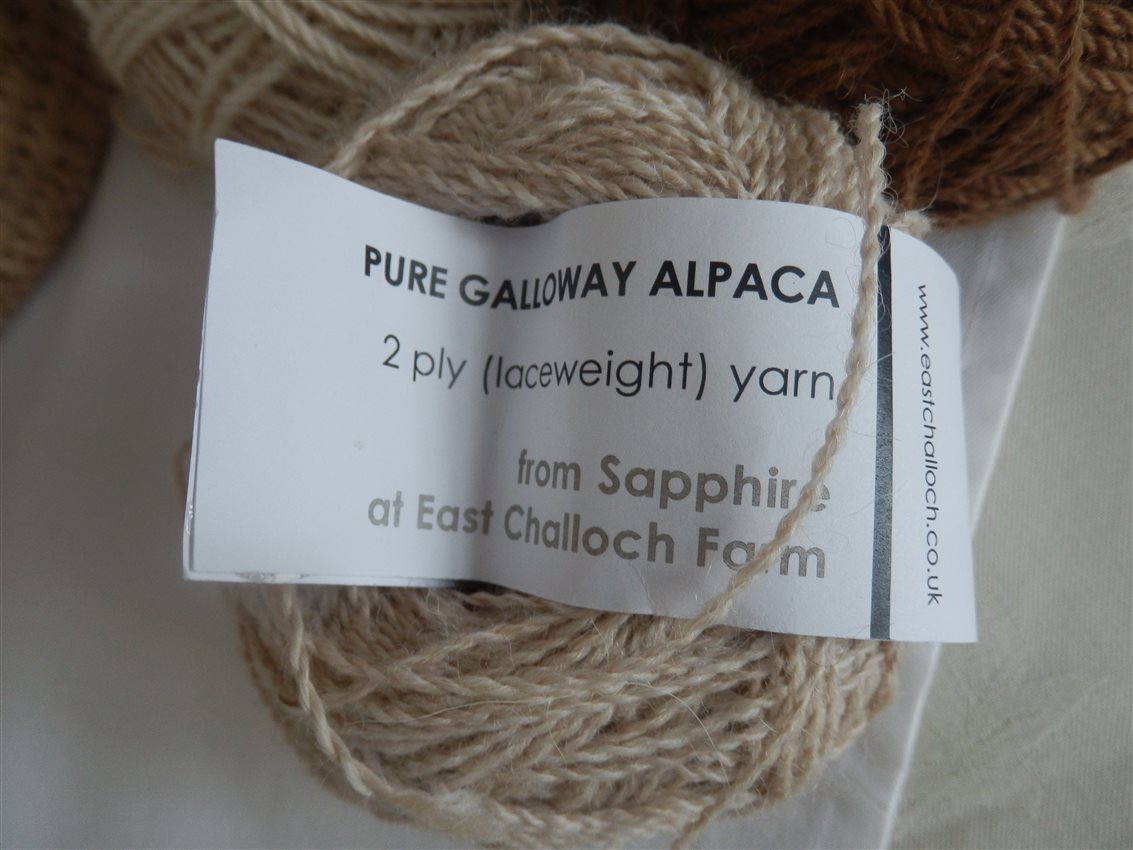 PURE GALLOWAY ALPACA
2 ply (laceweight) yarn
from Sapphire
at East Challoch Farm
www.eastchalloch.co.uk